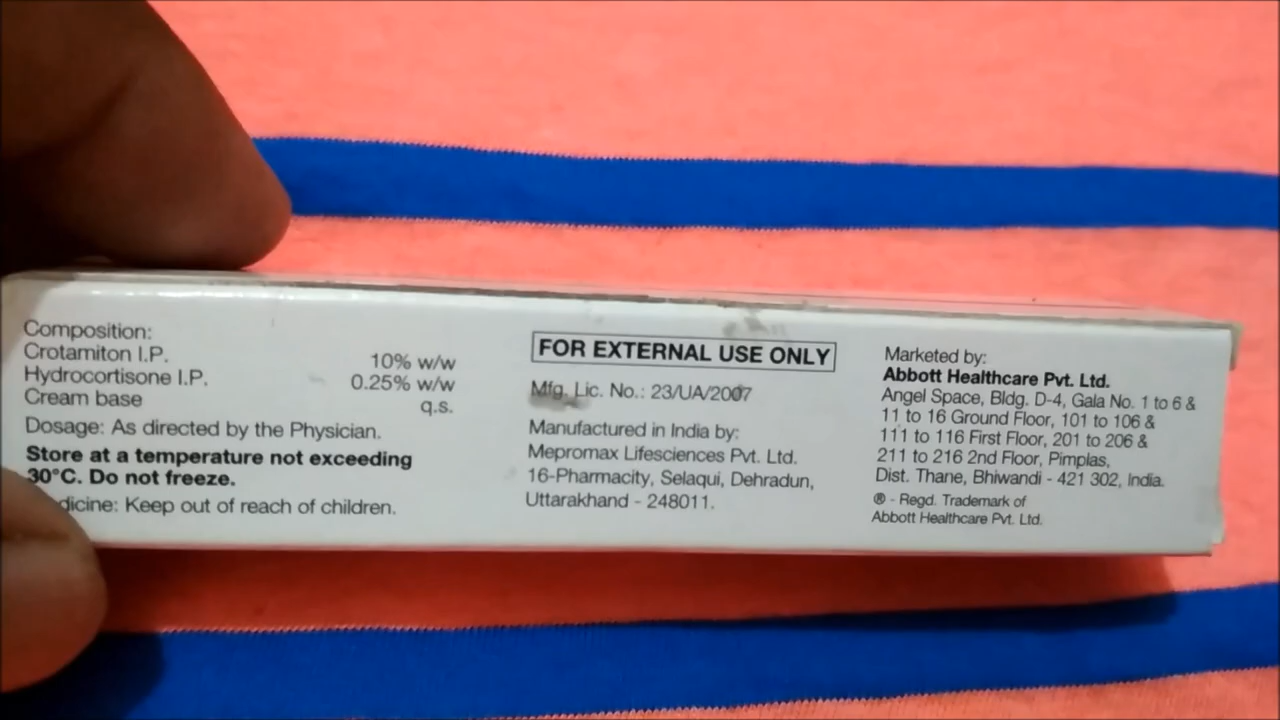 Composition:
Crotamiton I.P. 10% w/w
Hydrocortisone I.P. 0.25% w/w
Cream base q.s.
Dosage: As directed by the Physician.
Store at a temperature not exceeding
30°C. Do not freeze.
dicine: Keep out of reach of children.
FOR EXTERNAL USE ONLY
Mfg. Lic. No.: 23/UA/2007
Manufactured in India by:
Mepromax Lifesciences Pvt. Ltd.
16-Pharmacity, Selaqui, Dehradun,
Uttarakhand - 248011.
Marketed by:
Abbott Healthcare Pvt. Ltd.
Angel Space, Bldg. D-4, Gala No. 1 to 6 &
11 to 16 Ground Floor, 101 to 106 &
111 to 116 First Floor, 201 to 206 &
211 to 216 2nd Floor, Pimplas,
Dist. Thane, Bhiwandi - 421 302, India.
® - Regd. Trademark of
Abbott Healthcare Pvt. Ltd.